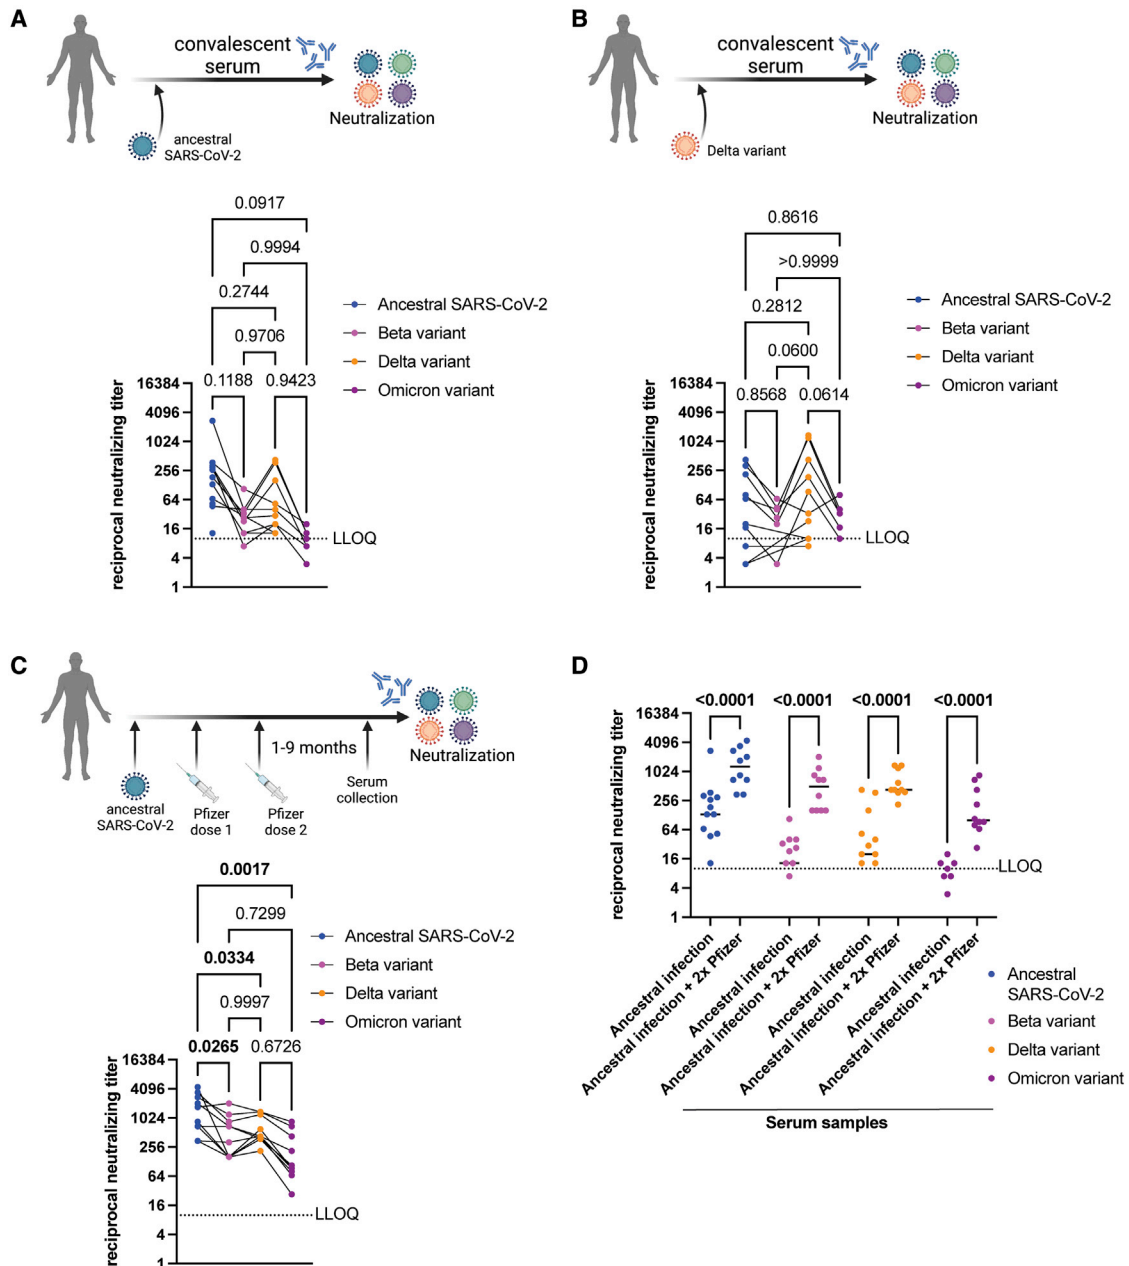 A
convalescent
serum
Neutralization
ancestral
SARS-CoV-2
0.0917
0.9994
0.2744
0.9706
0.1188 0.9423
Ancestral SARS-CoV-2
Beta variant
Delta variant
Omicron variant
reciprocal neutralizing titer
16384
4096
1024
256
64
16
4
1
LLOQ
B
convalescent
serum
Neutralization
Delta variant
0.8616
>0.9999
0.2812
0.0600
0.8568 0.0614
Ancestral SARS-CoV-2
Beta variant
Delta variant
Omicron variant
reciprocal neutralizing titer
16384
4096
1024
256
64
16
4
1
LLOQ
C
1-9 months
Neutralization
ancestral
SARS-CoV-2
Pfizer
dose 1
Pfizer
dose 2
Serum
collection
0.0017
0.7299
0.0334
0.9997
0.0265 0.6726
Ancestral SARS-CoV-2
Beta variant
Delta variant
Omicron variant
reciprocal neutralizing titer
16384
4096
1024
256
64
16
4
1
LLOQ
D
<0.0001 <0.0001 <0.0001 <0.0001
reciprocal neutralizing titer
16384
4096
1024
256
64
16
4
1
LLOQ
Ancestral infection
Ancestral infection + 2x Pfizer
Ancestral infection
Ancestral infection + 2x Pfizer
Ancestral infection
Ancestral infection + 2x Pfizer
Ancestral infection
Ancestral infection + 2x Pfizer
Serum samples
Ancestral
SARS-CoV-2
Beta variant
Delta variant
Omicron variant